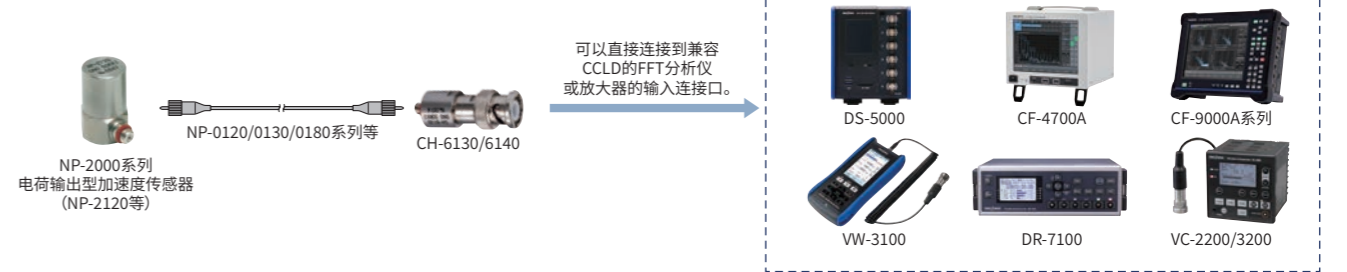 可以直接连接到兼容
CCLD的FFT分析仪
或放大器的输入连接口。
NP-0120/0130/0180系列等
CH-6130/6140
NP-2000系列
电荷输出型加速度传感器
（NP-2120等）
DS-5000
CF-4700A
CF-9000A系列
VW-3100
DR-7100
VC-2200/3200